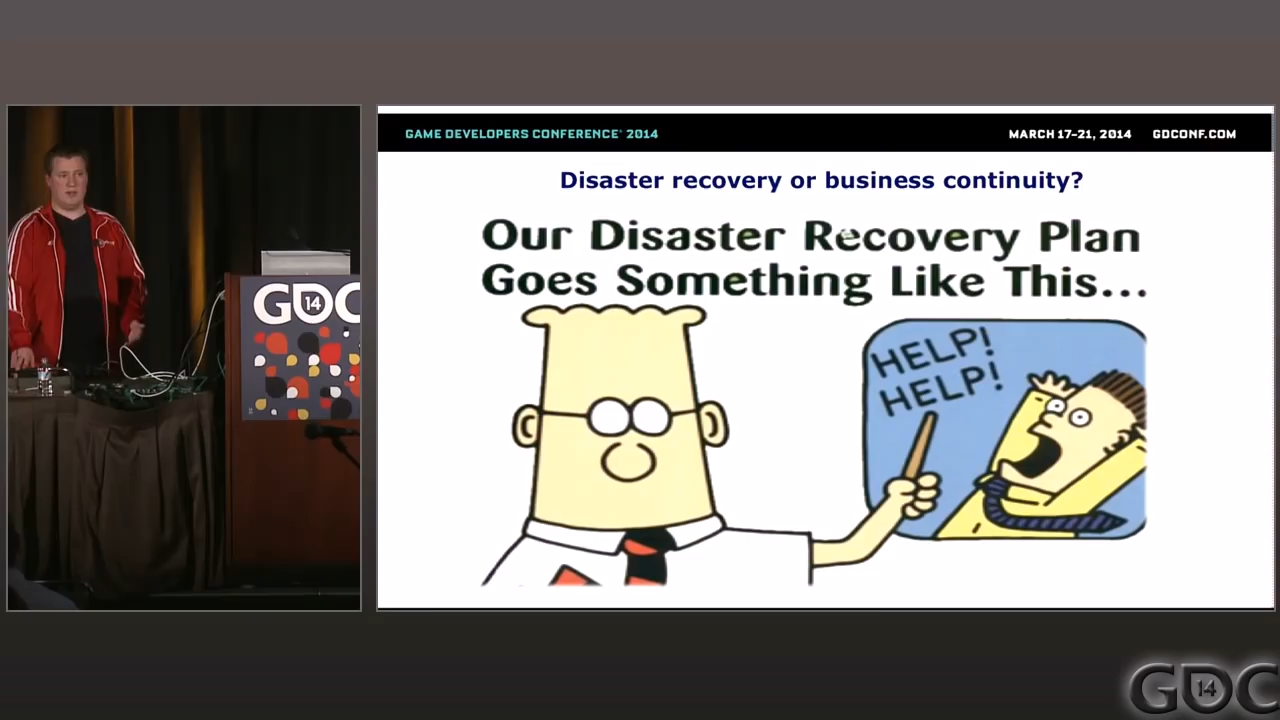 GAME DEVELOPERS CONFERENCE® 2014
MARCH 17-21, 2014 GDCONF.COM
Disaster recovery or business continuity?
Our Disaster Recovery Plan
Goes Something Like This...
HELP!
HELP!
GDC
14
GDC
14